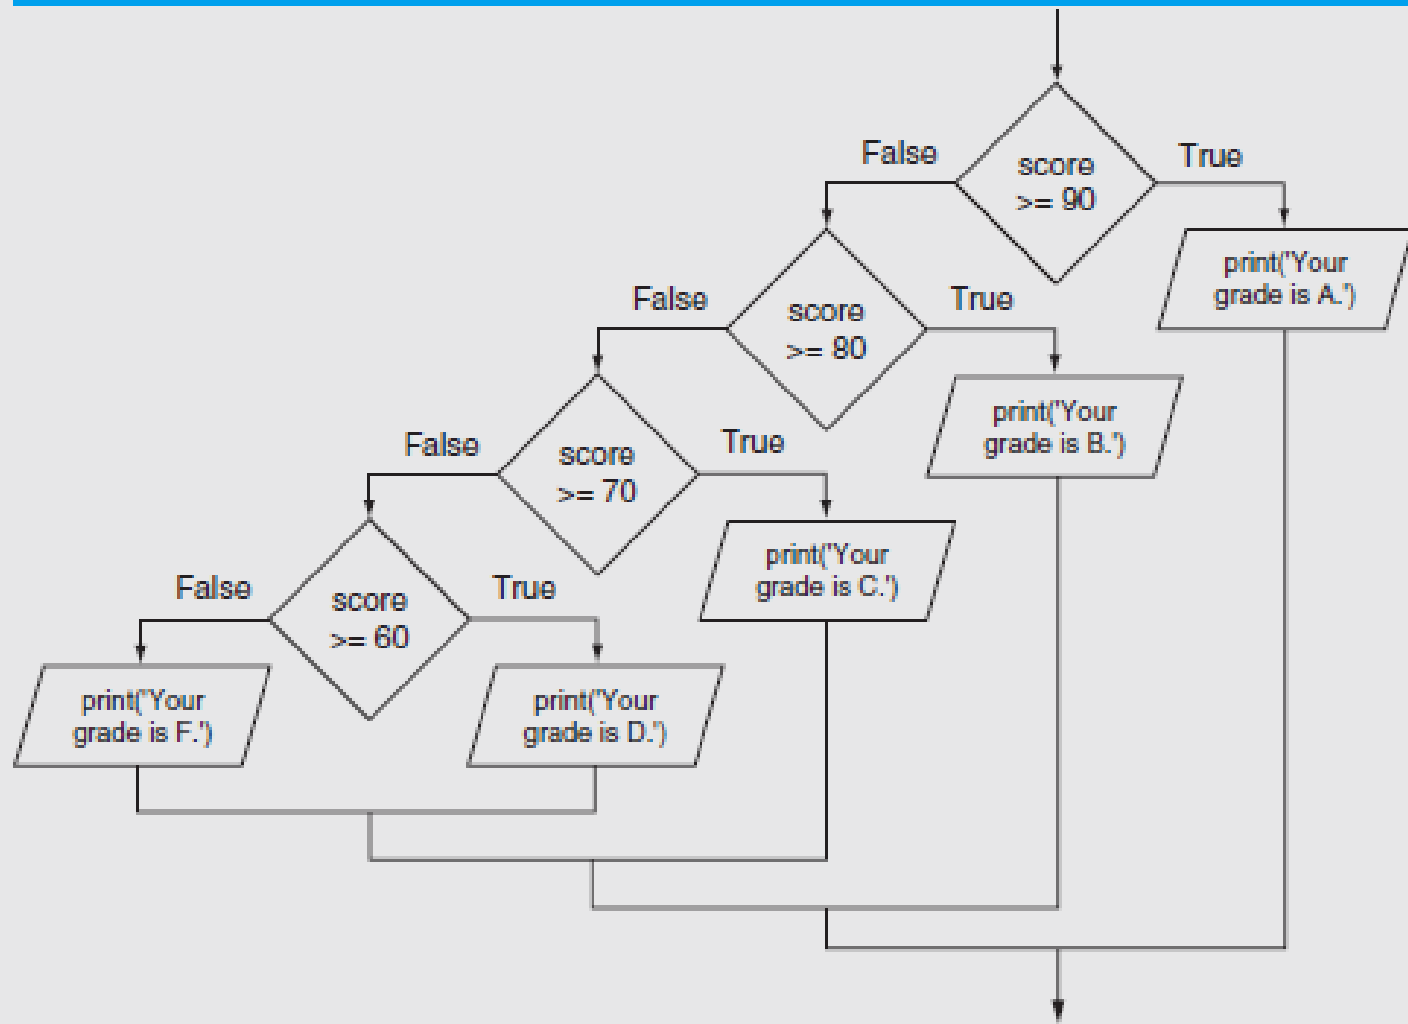 False
True
score
>= 90
print('Your
grade is A.')
False
True
score
>= 80
print('Your
grade is B.')
False
True
score
>= 70
print('Your
grade is C.')
False
True
score
>= 60
print('Your
grade is F.')
print('Your
grade is D.')